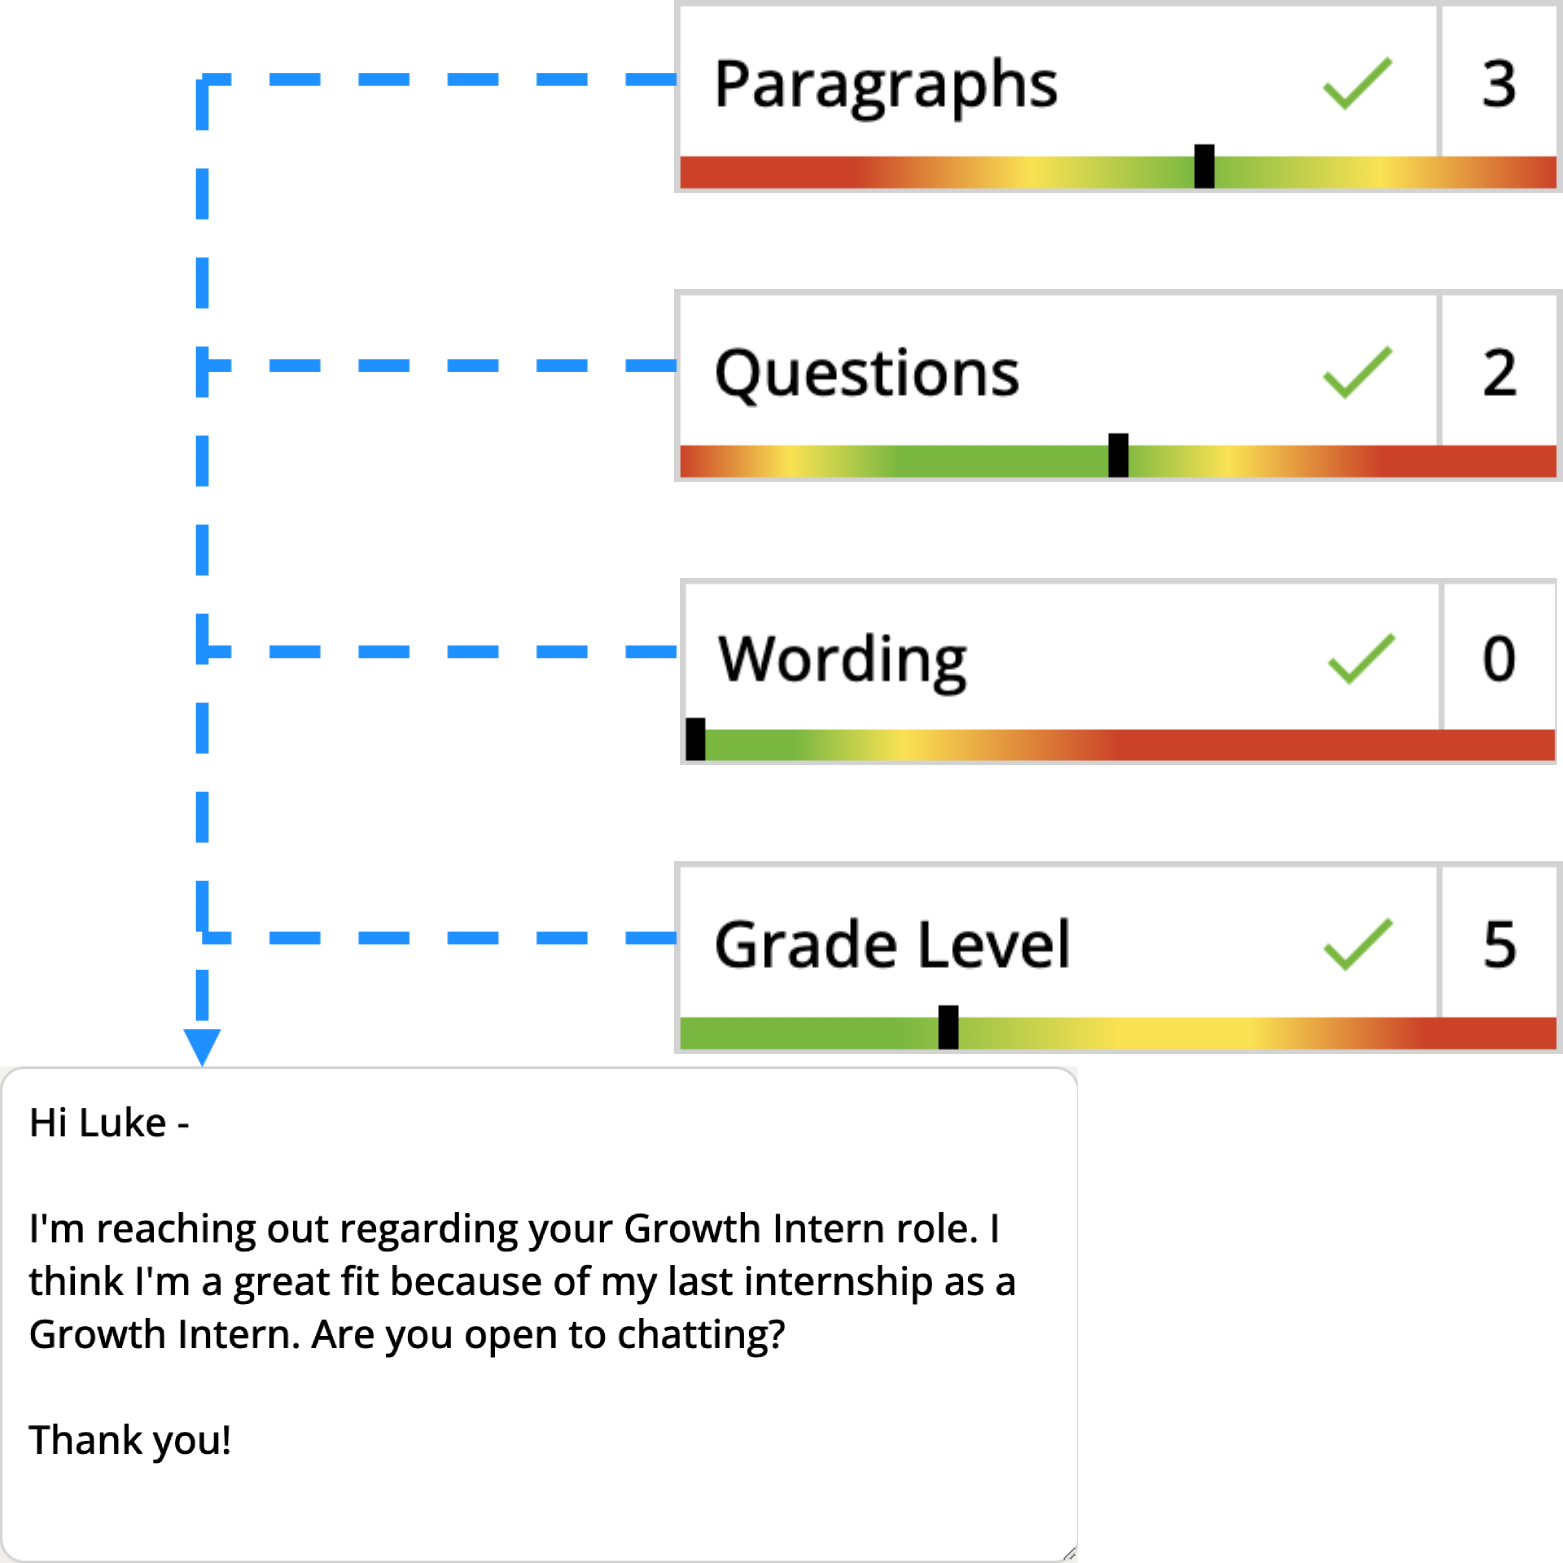 Paragraphs 3
Questions 2
Wording 0
Grade Level 5
Hi Luke -
I'm reaching out regarding your Growth Intern role. I
think I'm a great fit because of my last internship as a
Growth Intern. Are you open to chatting?
Thank you!